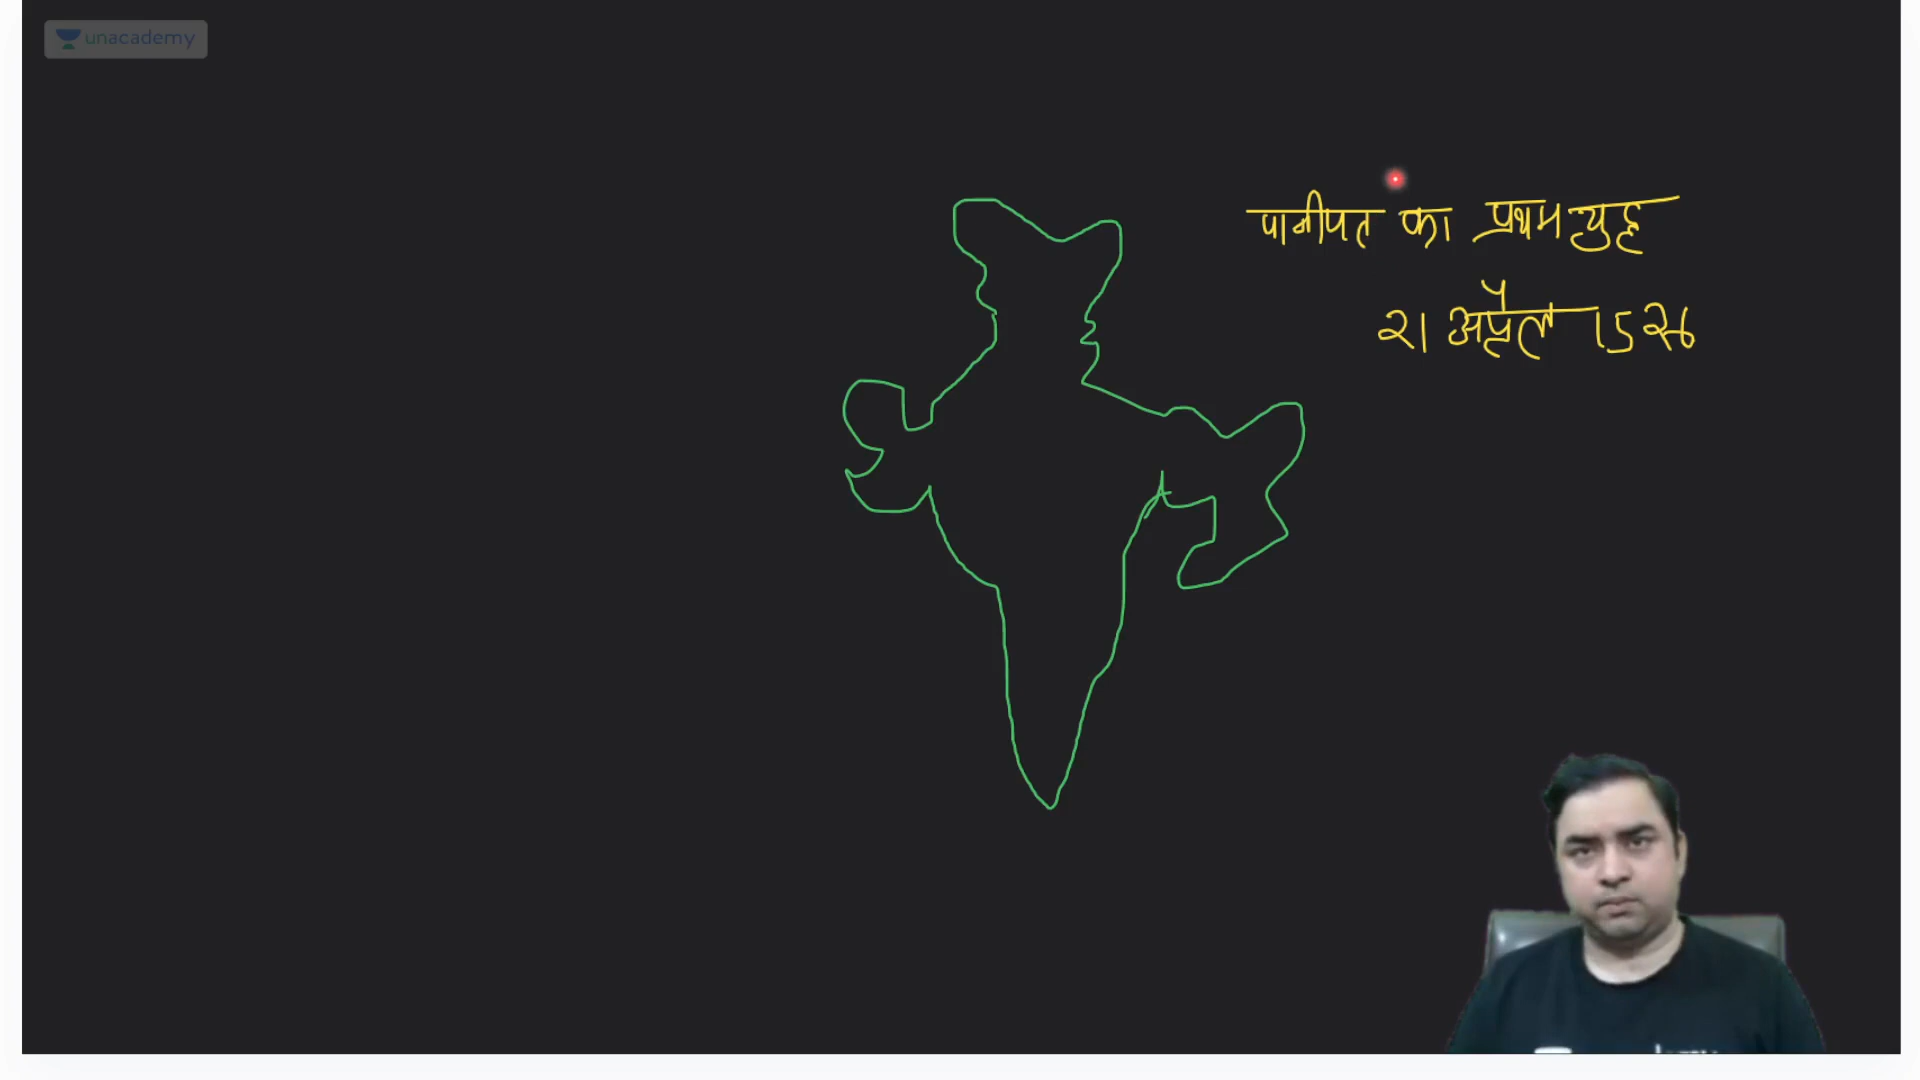 unacademy
पानीपत का प्रथम युद्ध
21 अप्रैल 1526